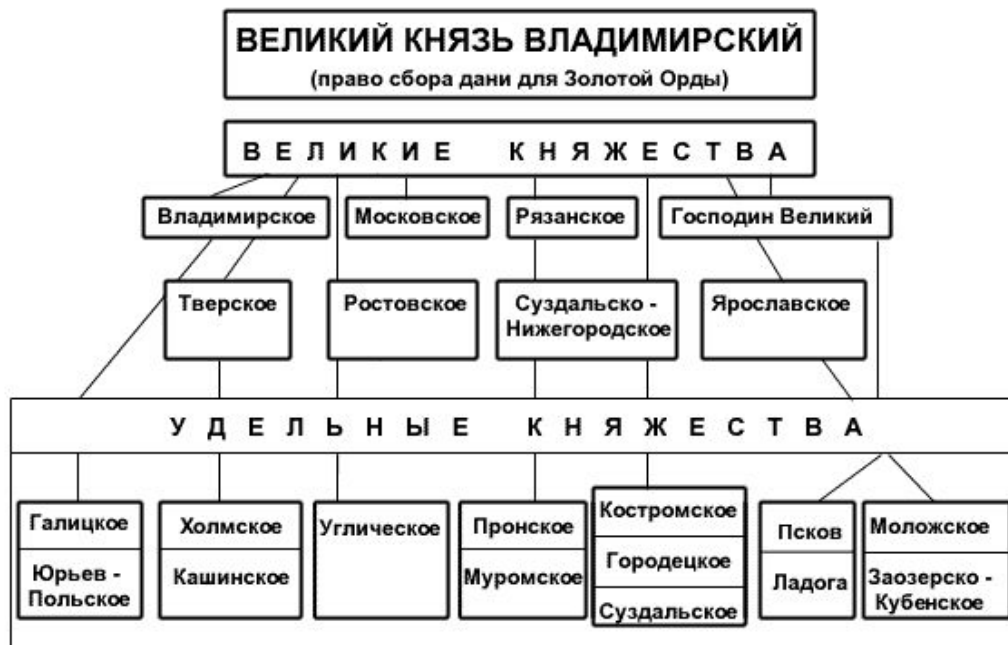 ВЕЛИКИЙ КНЯЗЬ ВЛАДИМИРСКИЙ
(право сбора дани для Золотой Орды)
ВЕЛИКИЕ КНЯЖЕСТВА
Владимирское
Московское
Рязанское
Господин Великий
Тверское
Ростовское
Суздальско -
Нижегородское
Ярославское
УДЕЛЬНЫЕ КНЯЖЕСТВА
Галицкое
Юрьев -
Польское
Холмское
Кашинское
Углическое
Пронское
Муромское
Костромское
Городецкое
Суздальское
Псков
Ладога
Моложское
Заозерско -
Кубенское